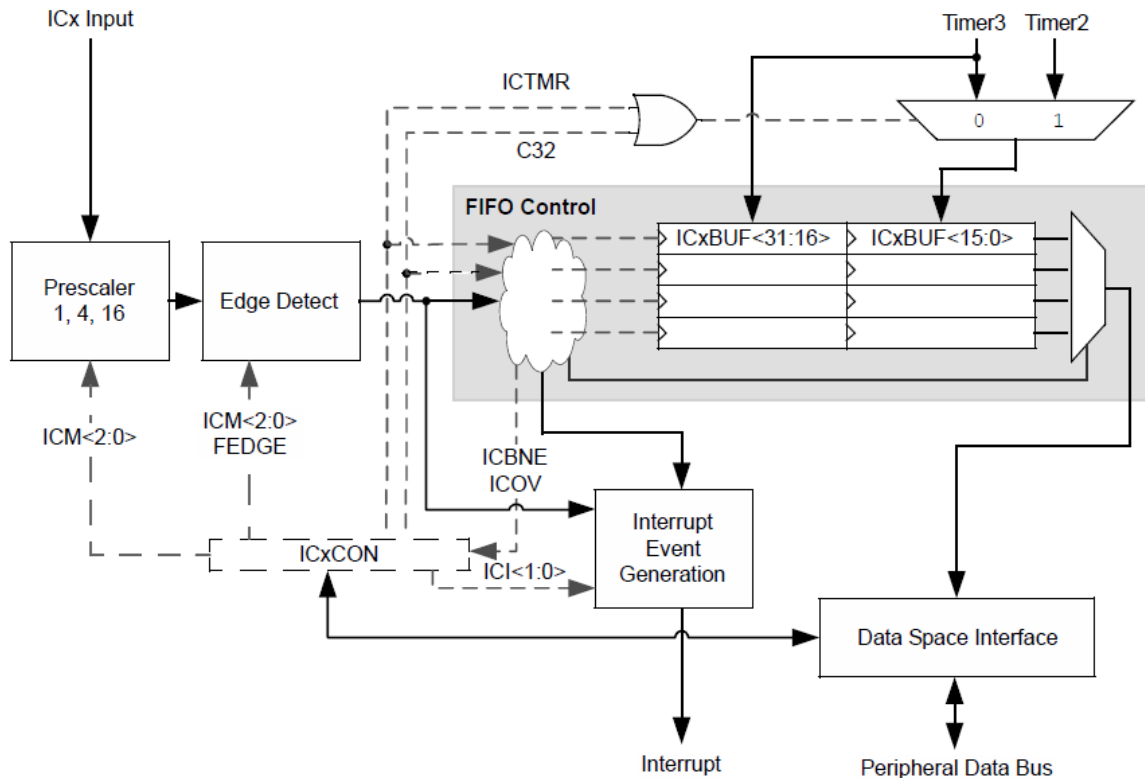 ICx Input
Timer3
Timer2
ICTMR
0
1
C32
FIFO Control
ICxBUF<31:16>
ICxBUF<15:0>
Prescaler
1, 4, 16
Edge Detect
ICM<2:0>
ICM<2:0>
FEDGE
ICBNE
ICOV
Interrupt
Event
Generation
ICxCON
ICI<1:0>
Data Space Interface
Interrupt
Peripheral Data Bus